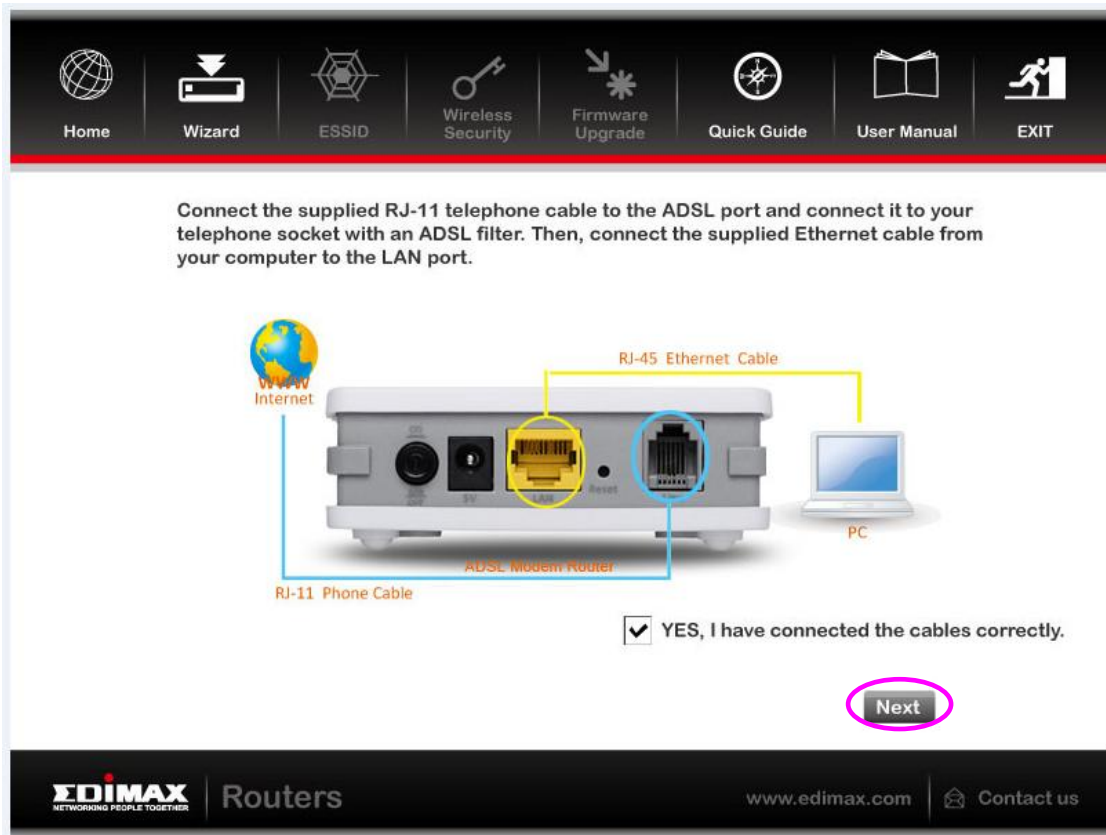 Home
Wizard
ESSID
Wireless
Security
Firmware
Upgrade
Quick Guide
User Manual
EXIT
Connect the supplied RJ-11 telephone cable to the ADSL port and connect it to your
telephone socket with an ADSL filter. Then, connect the supplied Ethernet cable from
your computer to the LAN port.
WWW
Internet
RJ-45 Ethernet Cable
5V
LAN
Reset
PC
ADSL Modem Router
RJ-11 Phone Cable
YES, I have connected the cables correctly.
Next
EDIMAX
NETWORKING PEOPLE TOGETHER
Routers
www.edimax.com
Contact us